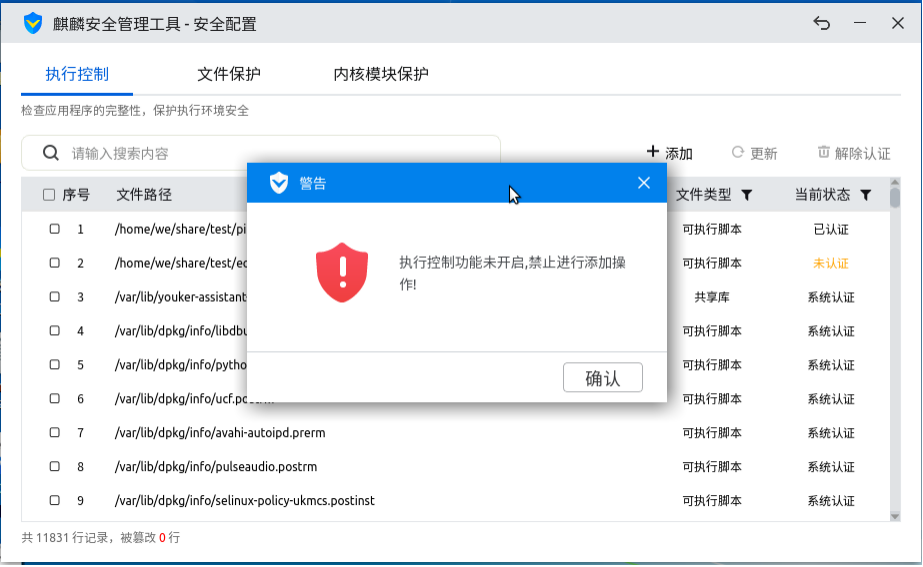 麒麟安全管理工具 - 安全配置
执行控制 文件保护 内核模块保护
检查应用程序的完整性，保护执行环境安全
请输入搜索内容 添加 更新 解除认证
序号 文件路径 文件类型 当前状态
1 /home/we/share/test/pi 可执行脚本 已认证
2 /home/we/share/test/ec 可执行脚本 未认证
3 /var/lib/youker-assistant 共享库 系统认证
4 /var/lib/dpkg/info/libdbu 可执行脚本 系统认证
5 /var/lib/dpkg/info/pytho 可执行脚本 系统认证
6 /var/lib/dpkg/info/ucf.postrm 可执行脚本 系统认证
7 /var/lib/dpkg/info/avahi-autoipd.prerm 可执行脚本 系统认证
8 /var/lib/dpkg/info/pulseaudio.postrm 可执行脚本 系统认证
9 /var/lib/dpkg/info/selinux-policy-ukmcs.postinst 可执行脚本 系统认证
共 11831 行记录，被篡改 0 行
警告
执行控制功能未开启,禁止进行添加操
作!
确认